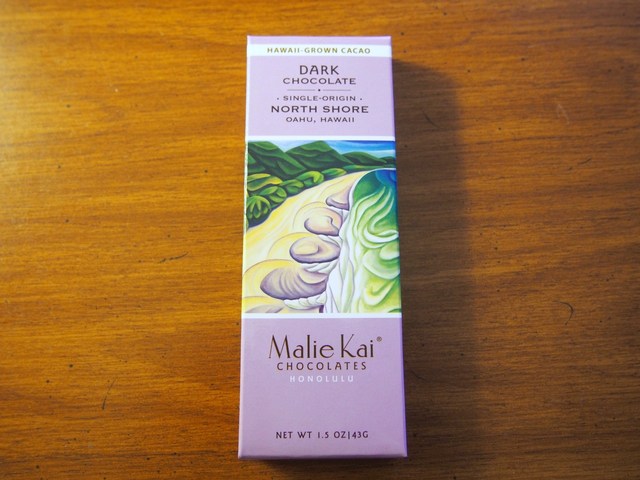 HAWAII-GROWN CACAO
DARK
CHOCOLATE
· SINGLE-ORIGIN ·
NORTH SHORE
OAHU, HAWAII
Malie Kai®
CHOCOLATES
HONOLULU
NET WT 1.5 OZ|43G